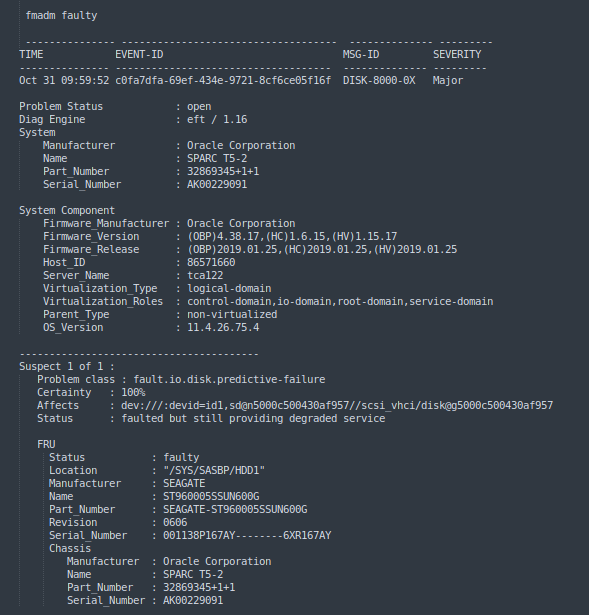 fmadm faulty
--------------- ------------------------------------ -------------- ---------
TIME EVENT-ID MSG-ID SEVERITY
--------------- ------------------------------------ -------------- ---------
Oct 31 09:59:52 c0fa7dfa-69ef-434e-9721-8cf6ce05f16f DISK-8000-0X Major
Problem Status : open
Diag Engine : eft / 1.16
System
Manufacturer : Oracle Corporation
Name : SPARC T5-2
Part_Number : 32869345+1+1
Serial_Number : AK00229091
System Component
Firmware_Manufacturer : Oracle Corporation
Firmware_Version : (OBP)4.38.17,(HC)1.6.15,(HV)1.15.17
Firmware_Release : (OBP)2019.01.25,(HC)2019.01.25,(HV)2019.01.25
Host_ID : 86571660
Server_Name : tca122
Virtualization_Type : logical-domain
Virtualization_Roles : control-domain,io-domain,root-domain,service-domain
Parent_Type : non-virtualized
OS_Version : 11.4.26.75.4
----------------------------------------
Suspect 1 of 1 :
Problem class : fault.io.disk.predictive-failure
Certainty : 100%
Affects : dev:///:devid=id1,sd@n5000c500430af957//scsi_vhci/disk@g5000c500430af957
Status : faulted but still providing degraded service
FRU
Status : faulty
Location : "/SYS/SASBP/HDD1"
Manufacturer : SEAGATE
Name : ST960005SSUN600G
Part_Number : SEAGATE-ST960005SSUN600G
Revision : 0606
Serial_Number : 001138P167AY--------6XR167AY
Chassis
Manufacturer : Oracle Corporation
Name : SPARC T5-2
Part_Number : 32869345+1+1
Serial_Number : AK00229091